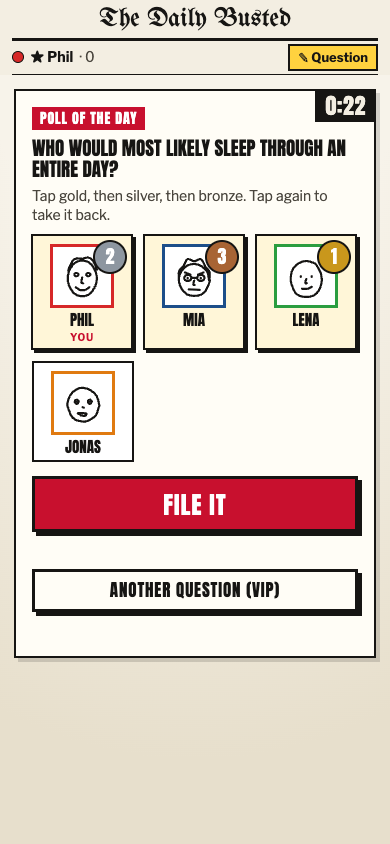 The Daily Busted
★ Phil · 0
✎ Question
0:22
POLL OF THE DAY
WHO WOULD MOST LIKELY SLEEP THROUGH AN
ENTIRE DAY?
Tap gold, then silver, then bronze. Tap again to
take it back.
2
3
1
PHIL
MIA
LENA
YOU
JONAS
FILE IT
ANOTHER QUESTION (VIP)